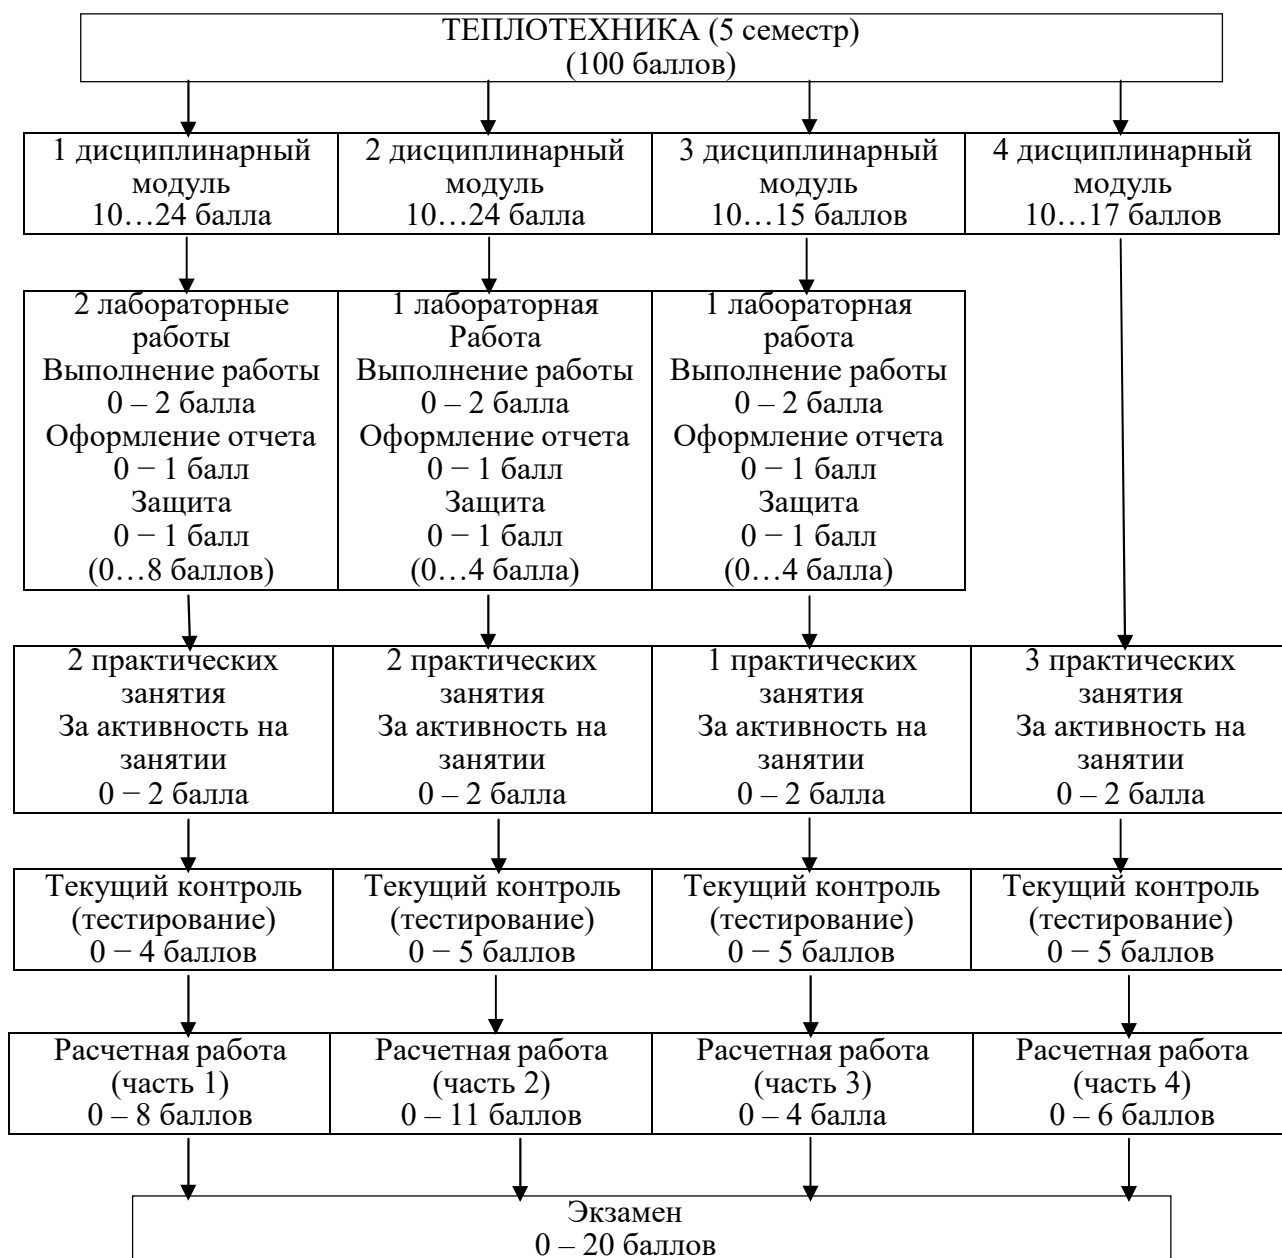 ТЕПЛОТЕХНИКА (5 семестр)
(100 баллов)
1 дисциплинарный
модуль
10…24 балла
2 дисциплинарный
модуль
10…24 балла
3 дисциплинарный
модуль
10…15 баллов
4 дисциплинарный
модуль
10…17 баллов
2 лабораторные
работы
Выполнение работы
0 – 2 балла
Оформление отчета
0 − 1 балл
Защита
0 − 1 балл
(0…8 баллов)
1 лабораторная
Работа
Выполнение работы
0 – 2 балла
Оформление отчета
0 − 1 балл
Защита
0 − 1 балл
(0…4 балла)
1 лабораторная
работа
Выполнение работы
0 – 2 балла
Оформление отчета
0 − 1 балл
Защита
0 − 1 балл
(0…4 балла)
2 практических
занятия
За активность на
занятии
0 − 2 балла
2 практических
занятия
За активность на
занятии
0 – 2 балла
1 практических
занятия
За активность на
занятии
0 – 2 балла
3 практических
занятия
За активность на
занятии
0 – 2 балла
Текущий контроль
(тестирование)
0 − 4 баллов
Текущий контроль
(тестирование)
0 – 5 баллов
Текущий контроль
(тестирование)
0 – 5 баллов
Текущий контроль
(тестирование)
0 – 5 баллов
Расчетная работа
(часть 1)
0 – 8 баллов
Расчетная работа
(часть 2)
0 – 11 баллов
Расчетная работа
(часть 3)
0 – 4 балла
Расчетная работа
(часть 4)
0 – 6 баллов
Экзамен
0 – 20 баллов